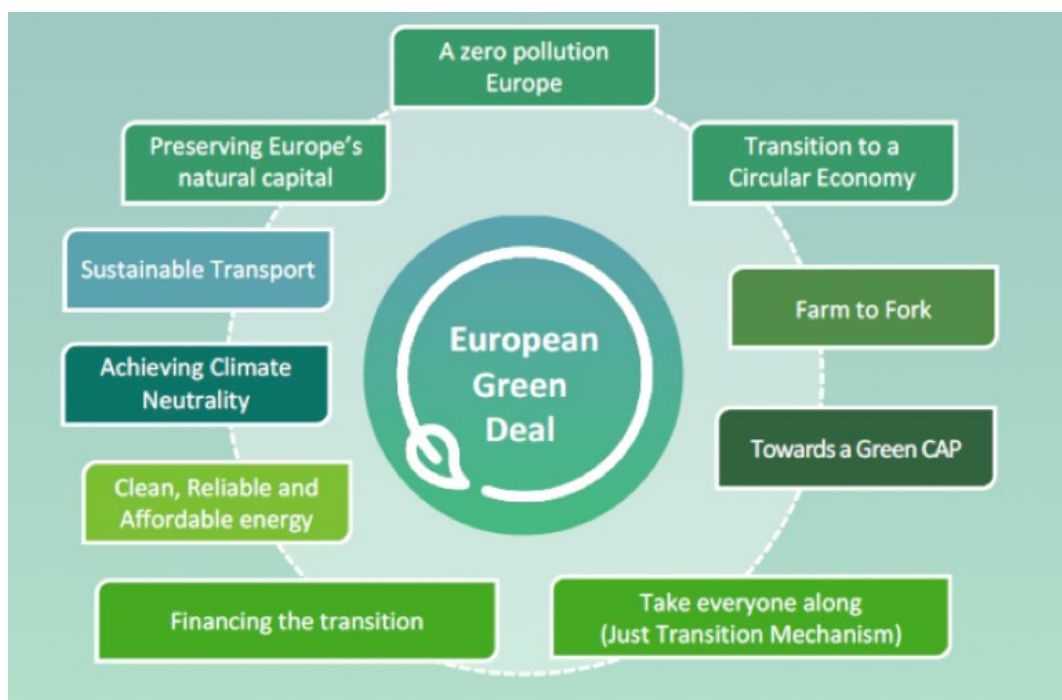 A zero pollution
Europe
Preserving Europe's
natural capital
Transition to a
Circular Economy
Sustainable Transport
Farm to Fork
European
Green
Deal
Achieving Climate
Neutrality
Towards a Green CAP
Clean, Reliable and
Affordable energy
Financing the transition
Take everyone along
(Just Transition Mechanism)